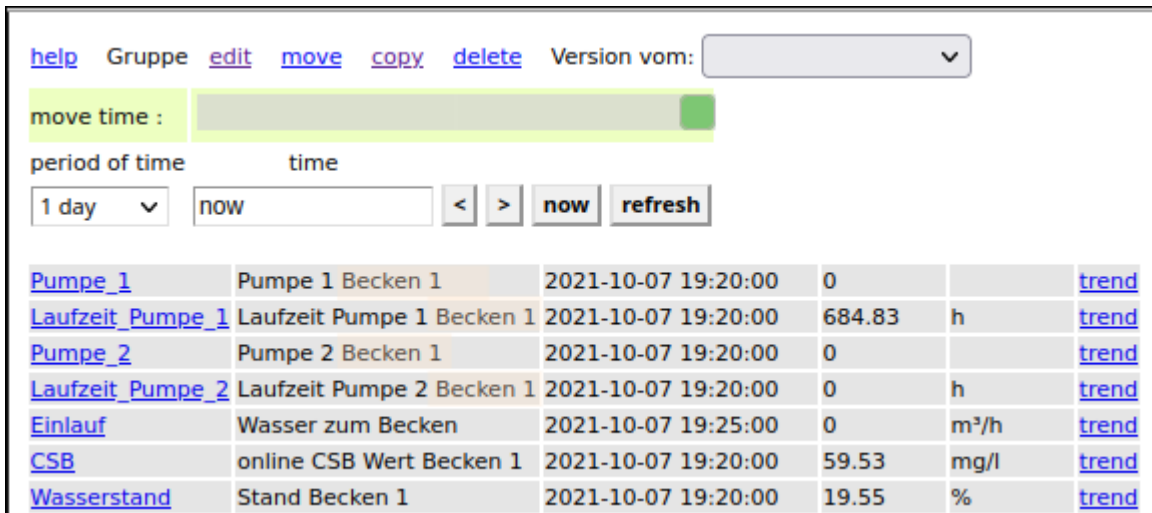 help Gruppe edit move copy delete Version vom:
move time :
period of time time
1 day now < > now refresh
Pumpe_1 Pumpe 1 Becken 1 2021-10-07 19:20:00 0 trend
Laufzeit_Pumpe_1 Laufzeit Pumpe 1 Becken 1 2021-10-07 19:20:00 684.83 h trend
Pumpe_2 Pumpe 2 Becken 1 2021-10-07 19:20:00 0 trend
Laufzeit_Pumpe_2 Laufzeit Pumpe 2 Becken 1 2021-10-07 19:20:00 0 h trend
Einlauf Wasser zum Becken 2021-10-07 19:25:00 0 m³/h trend
CSB online CSB Wert Becken 1 2021-10-07 19:20:00 59.53 mg/l trend
Wasserstand Stand Becken 1 2021-10-07 19:20:00 19.55 % trend